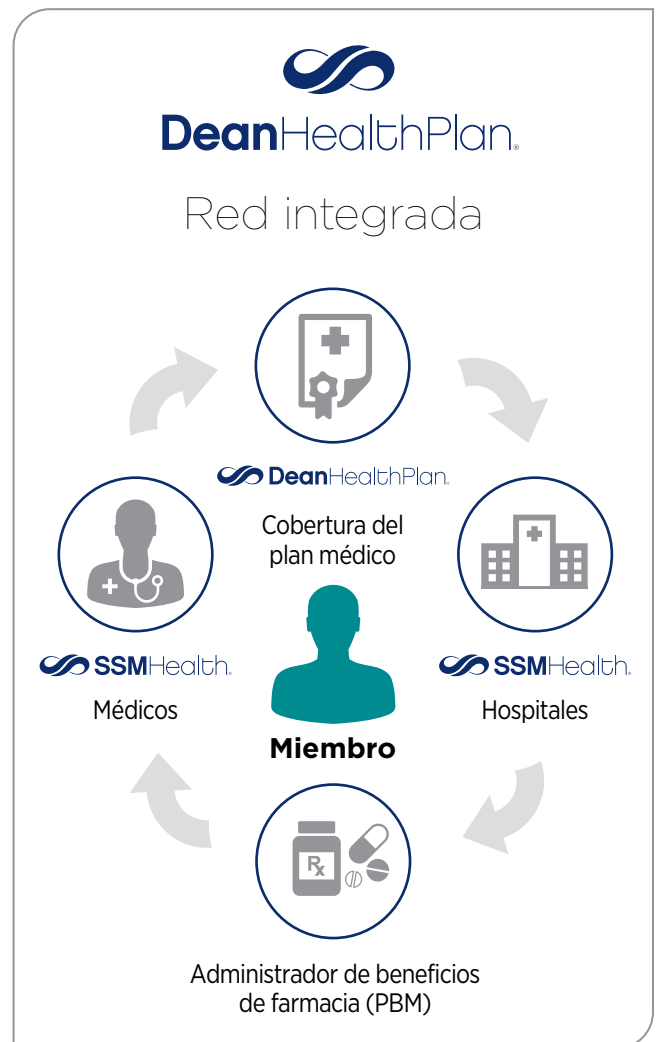 DeanHealthPlan®
Red integrada
DeanHealthPlan®
Cobertura del
plan médico
SSMHealth®
Médicos
SSMHealth®
Hospitales
Miembro
Rx
Administrador de beneficios
de farmacia (PBM)